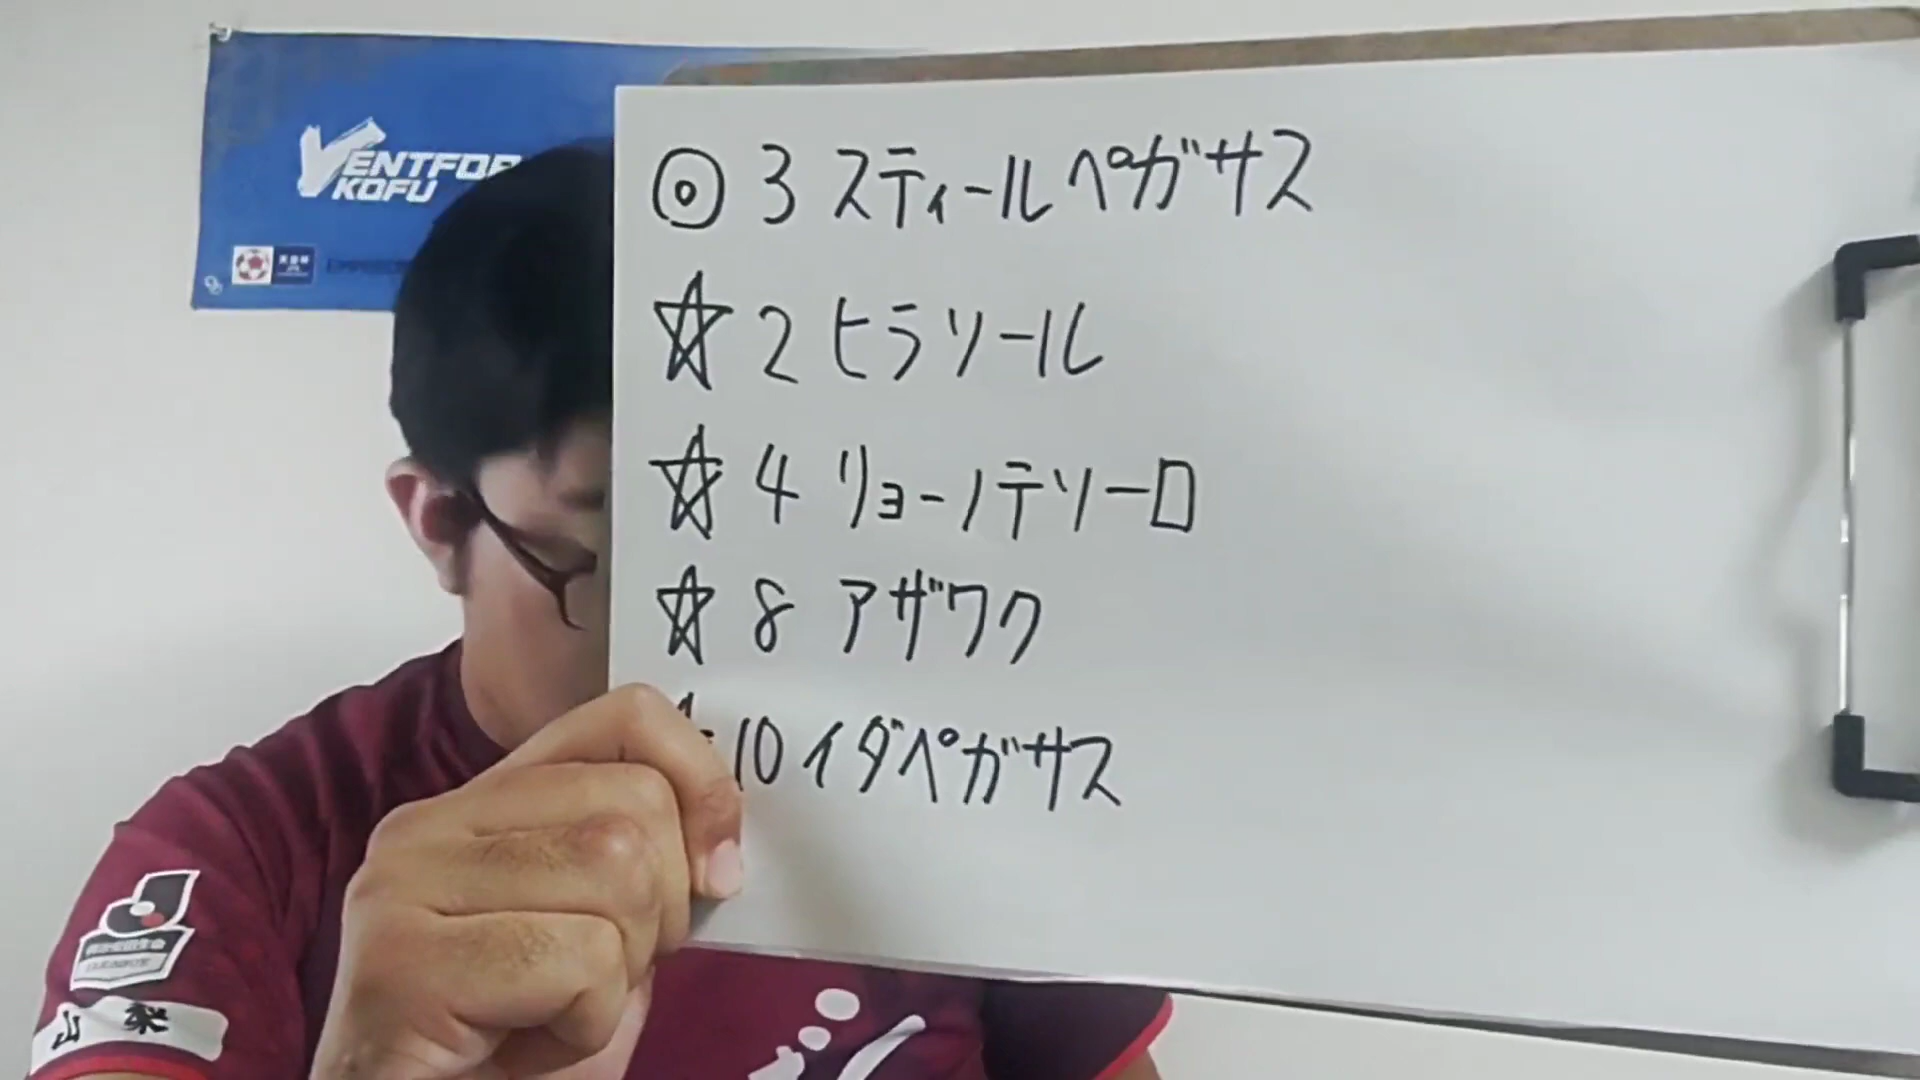 VENTFOR
KOFU
◎ 3 スティールペガサス
☆ 2 ヒラソール
☆ 4 リョーノテソーロ
☆ 8 アザワク
10 イダペガサス
山梨